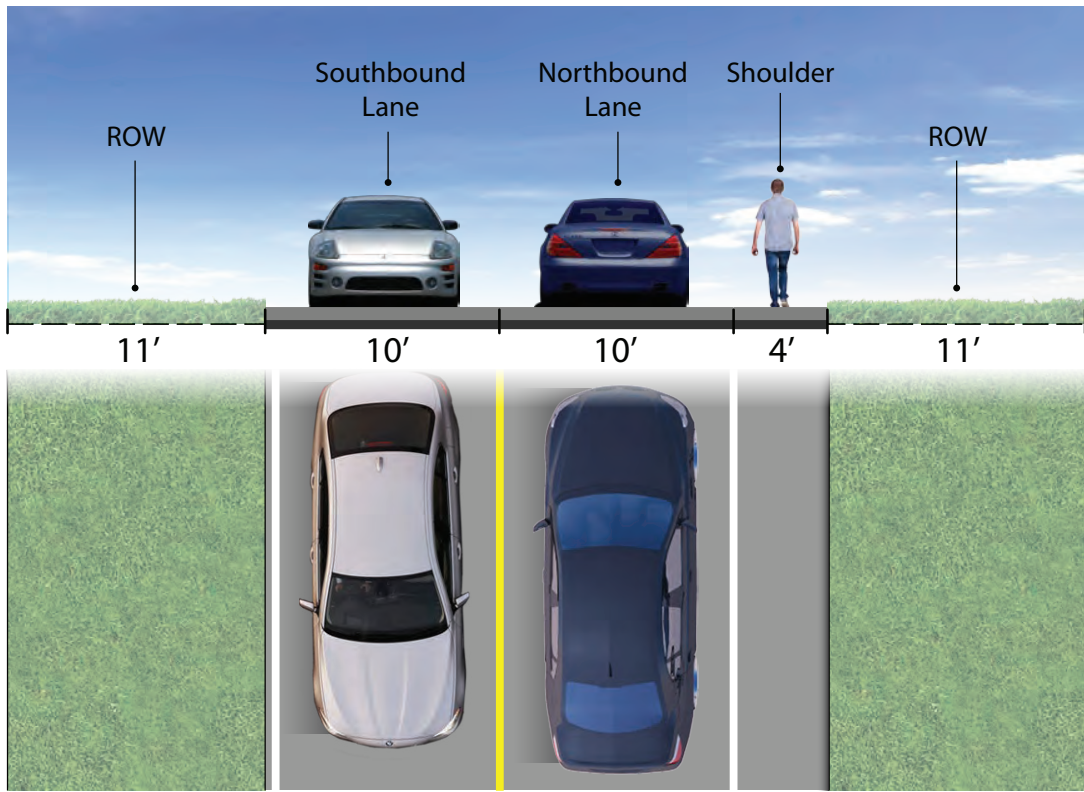 Southbound
Lane
Northbound
Lane
Shoulder
ROW
ROW
11’
10’
10’
4’
11’